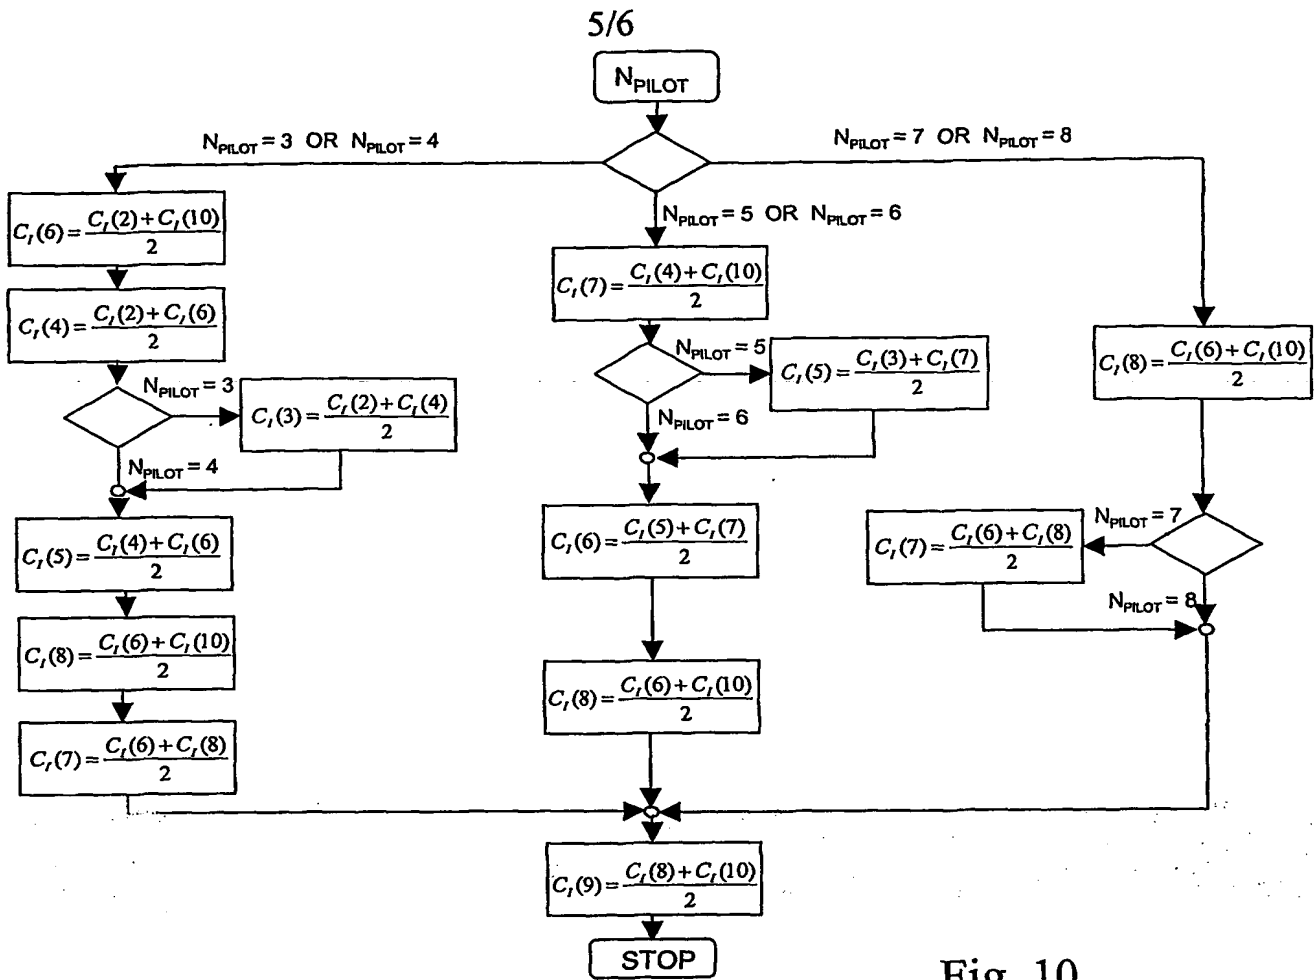 5/6
N_PILOT
N_PILOT = 3 OR N_PILOT = 4
N_PILOT = 7 OR N_PILOT = 8
N_PILOT = 5 OR N_PILOT = 6
C_I(6) = (C_I(2) + C_I(10)) / 2
C_I(4) = (C_I(2) + C_I(6)) / 2
N_PILOT = 3
C_I(3) = (C_I(2) + C_I(4)) / 2
N_PILOT = 4
C_I(5) = (C_I(4) + C_I(6)) / 2
C_I(8) = (C_I(6) + C_I(10)) / 2
C_I(7) = (C_I(6) + C_I(8)) / 2
C_I(7) = (C_I(4) + C_I(10)) / 2
N_PILOT = 5
C_I(5) = (C_I(3) + C_I(7)) / 2
N_PILOT = 6
C_I(6) = (C_I(5) + C_I(7)) / 2
C_I(8) = (C_I(6) + C_I(10)) / 2
C_I(8) = (C_I(6) + C_I(10)) / 2
N_PILOT = 7
C_I(7) = (C_I(6) + C_I(8)) / 2
N_PILOT = 8
C_I(9) = (C_I(8) + C_I(10)) / 2
STOP
Fig. 10